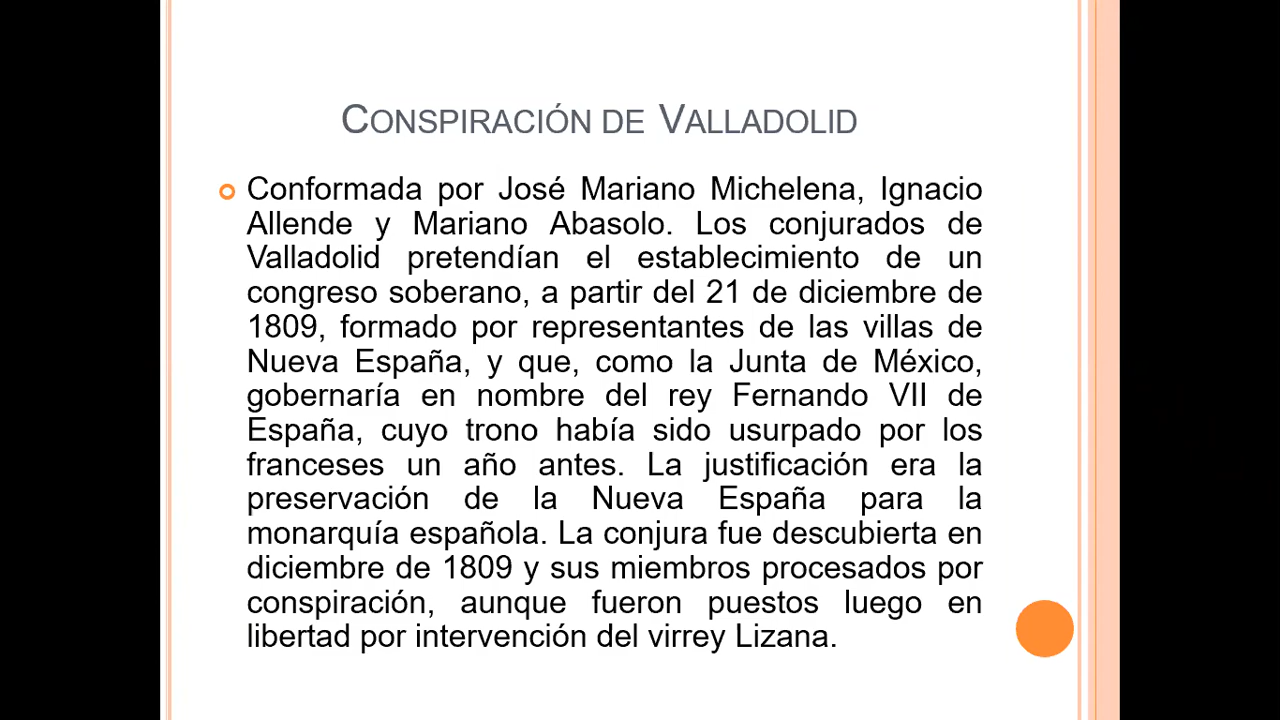 CONSPIRACIÓN DE VALLADOLID
Conformada por José Mariano Michelena, Ignacio
Allende y Mariano Abasolo. Los conjurados de
Valladolid pretendían el establecimiento de un
congreso soberano, a partir del 21 de diciembre de
1809, formado por representantes de las villas de
Nueva España, y que, como la Junta de México,
gobernaría en nombre del rey Fernando VII de
España, cuyo trono había sido usurpado por los
franceses un año antes. La justificación era la
preservación de la Nueva España para la
monarquía española. La conjura fue descubierta en
diciembre de 1809 y sus miembros procesados por
conspiración, aunque fueron puestos luego en
libertad por intervención del virrey Lizana.